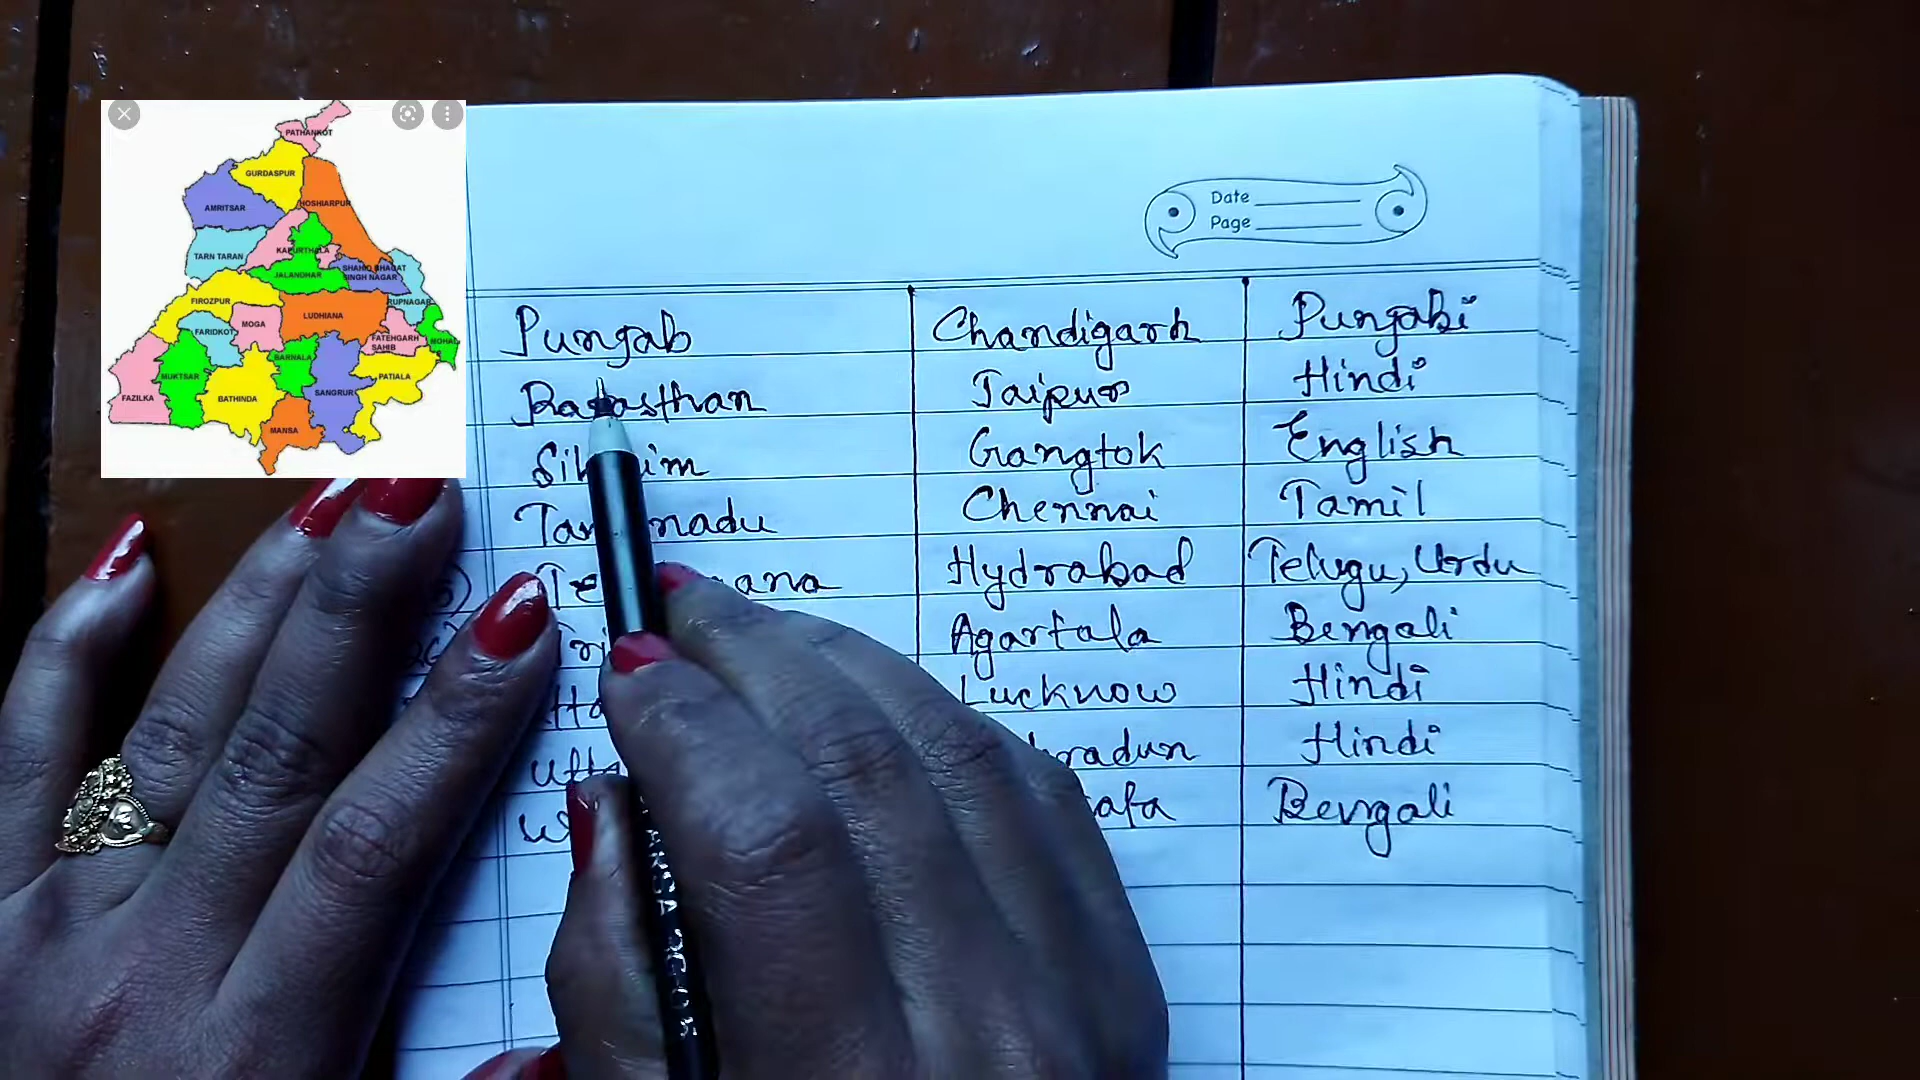 PATHANKOT
GURDASPUR
HOSHIARPUR
AMRITSAR
KAPURTHALA
TARN TARAN
SHAHID BHAGAT
SINGH NAGAR
JALANDHAR
FIROZPUR
RUPNAGAR
LUDHIANA
MOGA
FARIDKOT
FATEHGARH
SAHIB
MOHALI
BARNALA
MUKTSAR
PATIALA
SANGRUR
FAZILKA
BATHINDA
MANSA
Date
Page
Punjab Chandigarh Punjabi
Rajasthan Jaipur Hindi
Gangtok English
Chennai Tamil
Hydrabad Telugu, Urdu
Agartala Bengali
Lucknow Hindi
Hindi
Bengali